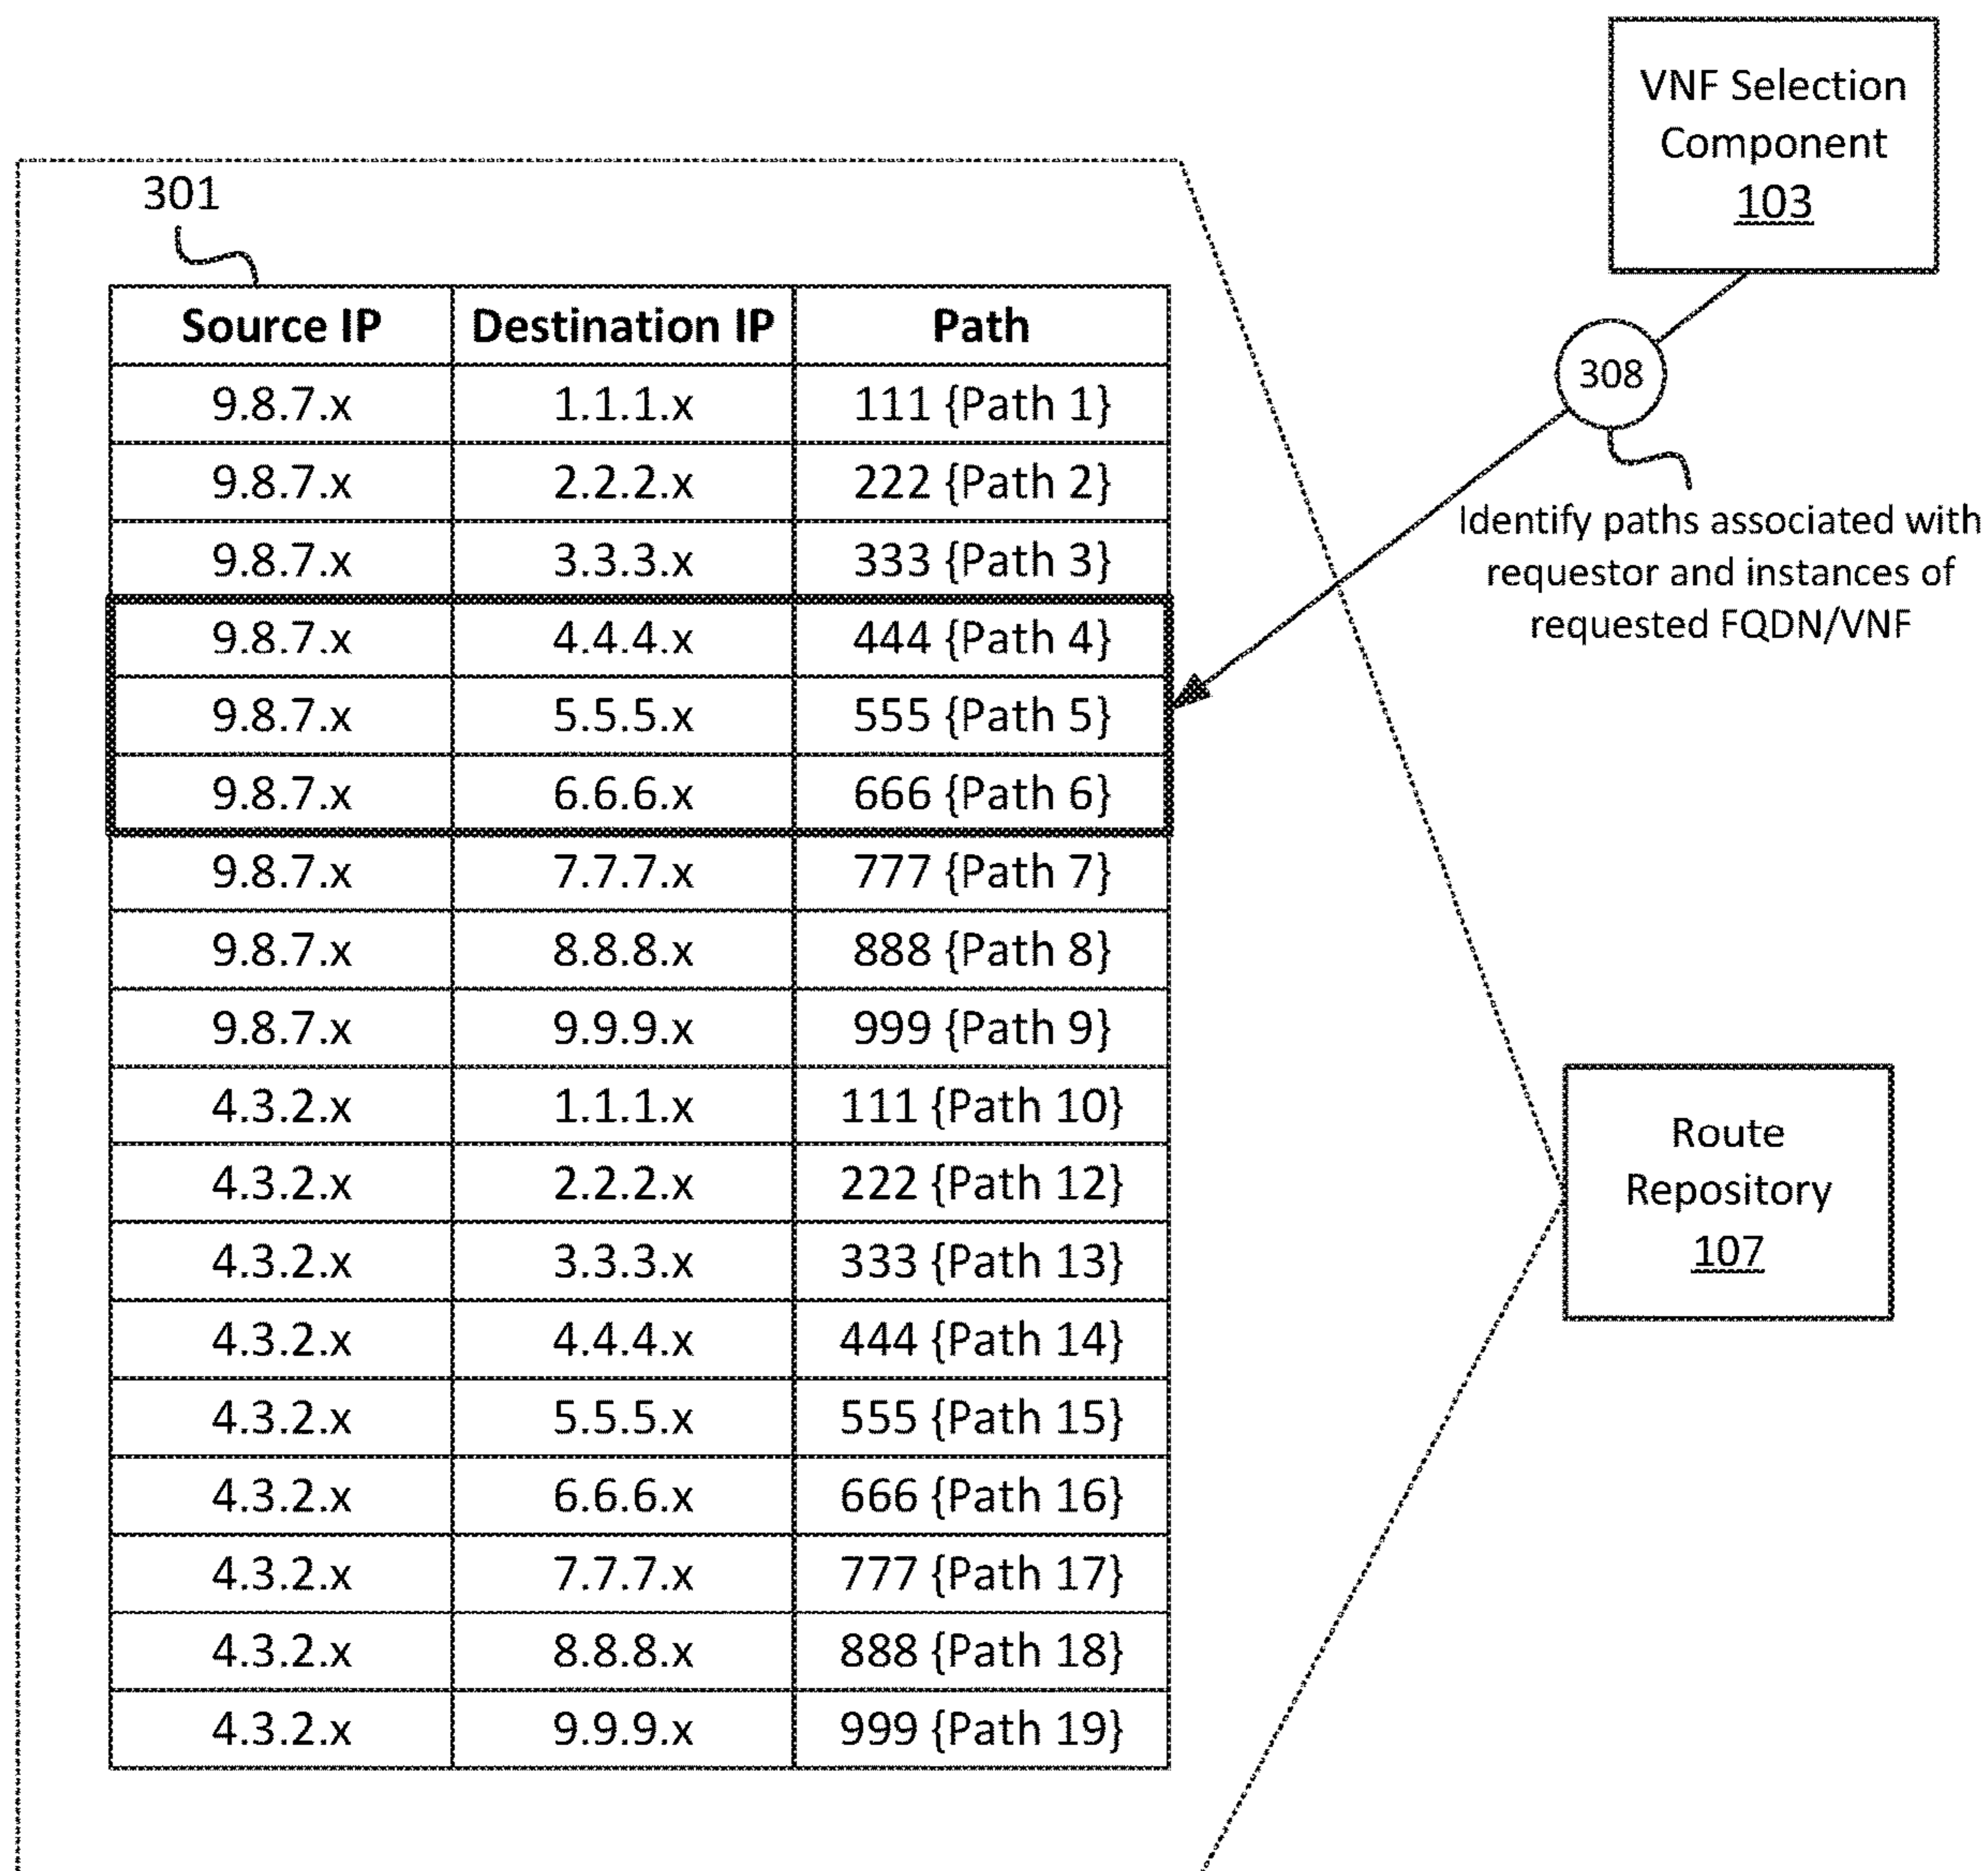 VNF Selection
Component
103
301
Source IP Destination IP Path
9.8.7.x 1.1.1.x 111 {Path 1}
9.8.7.x 2.2.2.x 222 {Path 2}
9.8.7.x 3.3.3.x 333 {Path 3}
9.8.7.x 4.4.4.x 444 {Path 4}
9.8.7.x 5.5.5.x 555 {Path 5}
9.8.7.x 6.6.6.x 666 {Path 6}
9.8.7.x 7.7.7.x 777 {Path 7}
9.8.7.x 8.8.8.x 888 {Path 8}
9.8.7.x 9.9.9.x 999 {Path 9}
4.3.2.x 1.1.1.x 111 {Path 10}
4.3.2.x 2.2.2.x 222 {Path 12}
4.3.2.x 3.3.3.x 333 {Path 13}
4.3.2.x 4.4.4.x 444 {Path 14}
4.3.2.x 5.5.5.x 555 {Path 15}
4.3.2.x 6.6.6.x 666 {Path 16}
4.3.2.x 7.7.7.x 777 {Path 17}
4.3.2.x 8.8.8.x 888 {Path 18}
4.3.2.x 9.9.9.x 999 {Path 19}
308
Identify paths associated with
requestor and instances of
requested FQDN/VNF
Route
Repository
107